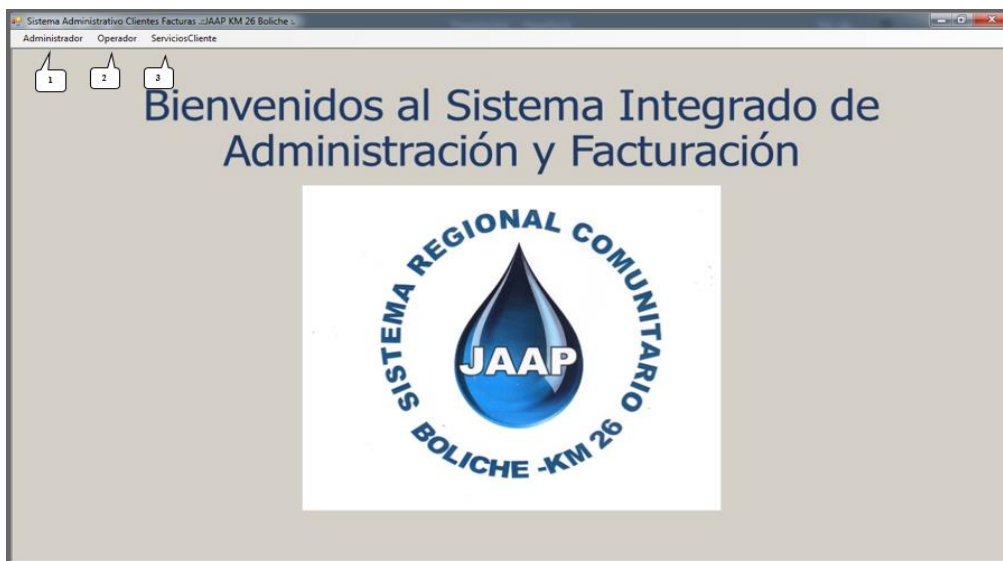 Sistema Administrativo Clientes Facturas .::JAAP KM 26 Boliche :.
Administrador Operador ServiciosCliente
1 2 3
Bienvenidos al Sistema Integrado de
Administración y Facturación
SISTEMA REGIONAL COMUNITARIO
JAAP
BOLICHE -KM 26